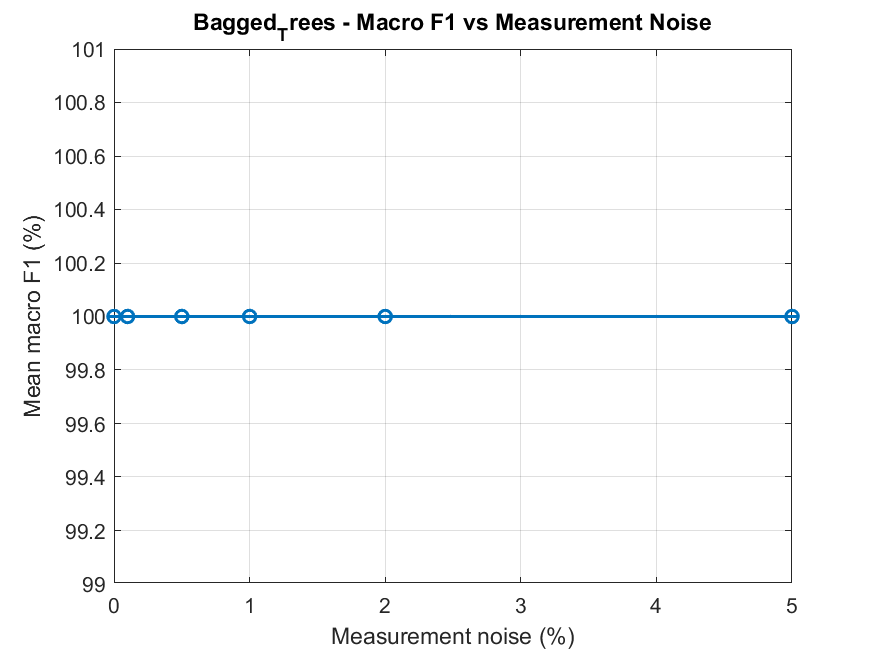 Bagged_Trees - Macro F1 vs Measurement Noise
101
100.8
100.6
100.4
100.2
100
99.8
99.6
99.4
99.2
99
Mean macro F1 (%)
0 1 2 3 4 5
Measurement noise (%)